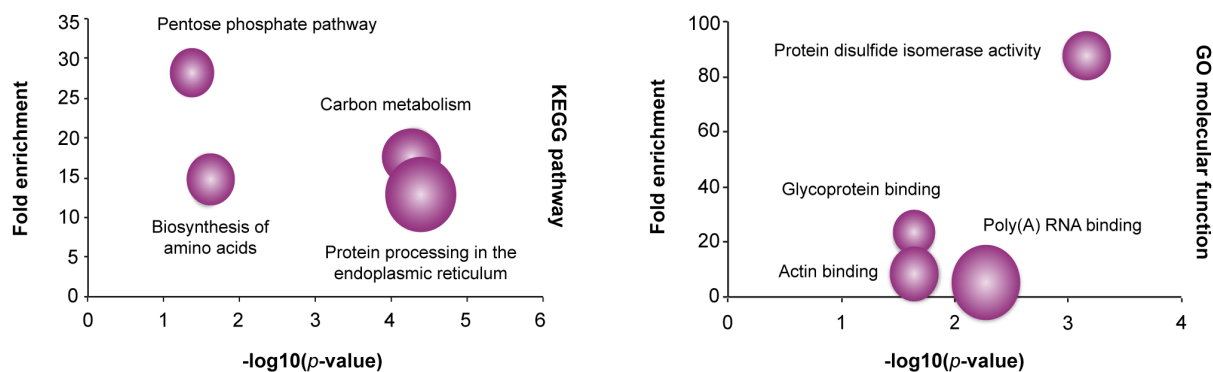 Pentose phosphate pathway
Carbon metabolism
Biosynthesis of
amino acids
Protein processing in the
endoplasmic reticulum
Fold enrichment
35
30
25
20
15
10
5
0
0 1 2 3 4 5 6
-log10(p-value)
KEGG pathway
Protein disulfide isomerase activity
Glycoprotein binding
Poly(A) RNA binding
Actin binding
Fold enrichment
100
80
60
40
20
0
0 1 2 3 4
-log10(p-value)
GO molecular function